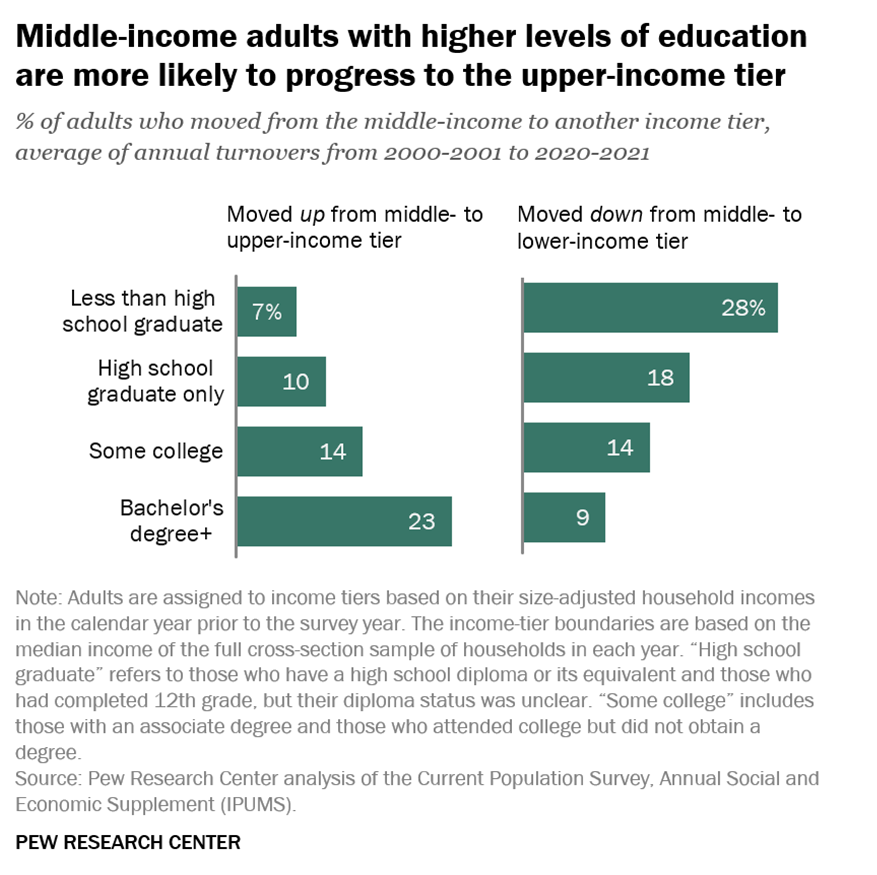 Middle-income adults with higher levels of education
are more likely to progress to the upper-income tier
% of adults who moved from the middle-income to another income tier,
average of annual turnovers from 2000-2001 to 2020-2021
Moved up from middle- to
upper-income tier
Moved down from middle- to
lower-income tier
Less than high
school graduate
7%
28%
High school
graduate only
10
18
Some college
14
14
Bachelor's
degree+
23
9
Note: Adults are assigned to income tiers based on their size-adjusted household incomes
in the calendar year prior to the survey year. The income-tier boundaries are based on the
median income of the full cross-section sample of households in each year. “High school
graduate” refers to those who have a high school diploma or its equivalent and those who
had completed 12th grade, but their diploma status was unclear. “Some college” includes
those with an associate degree and those who attended college but did not obtain a
degree.
Source: Pew Research Center analysis of the Current Population Survey, Annual Social and
Economic Supplement (IPUMS).
PEW RESEARCH CENTER